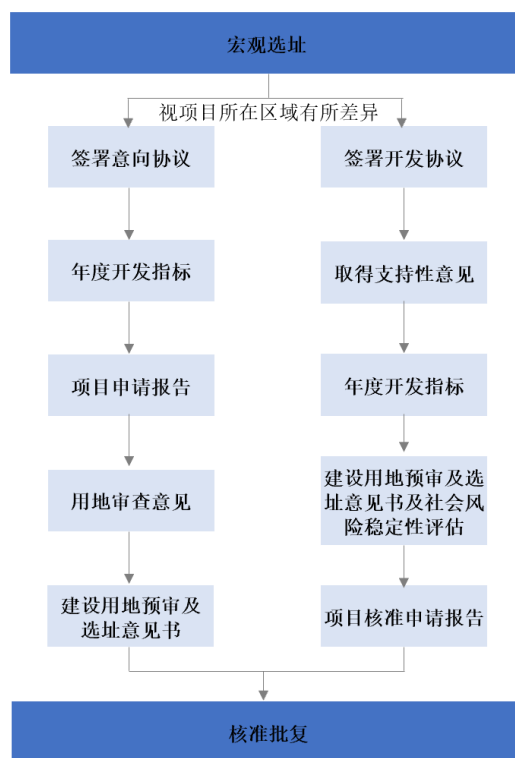 宏观选址
视项目所在区域有所差异
签署意向协议
签署开发协议
年度开发指标
取得支持性意见
项目申请报告
年度开发指标
用地审查意见
建设用地预审及选
址意见书及社会风
险稳定性评估
建设用地预审及
选址意见书
项目核准申请报告
核准批复